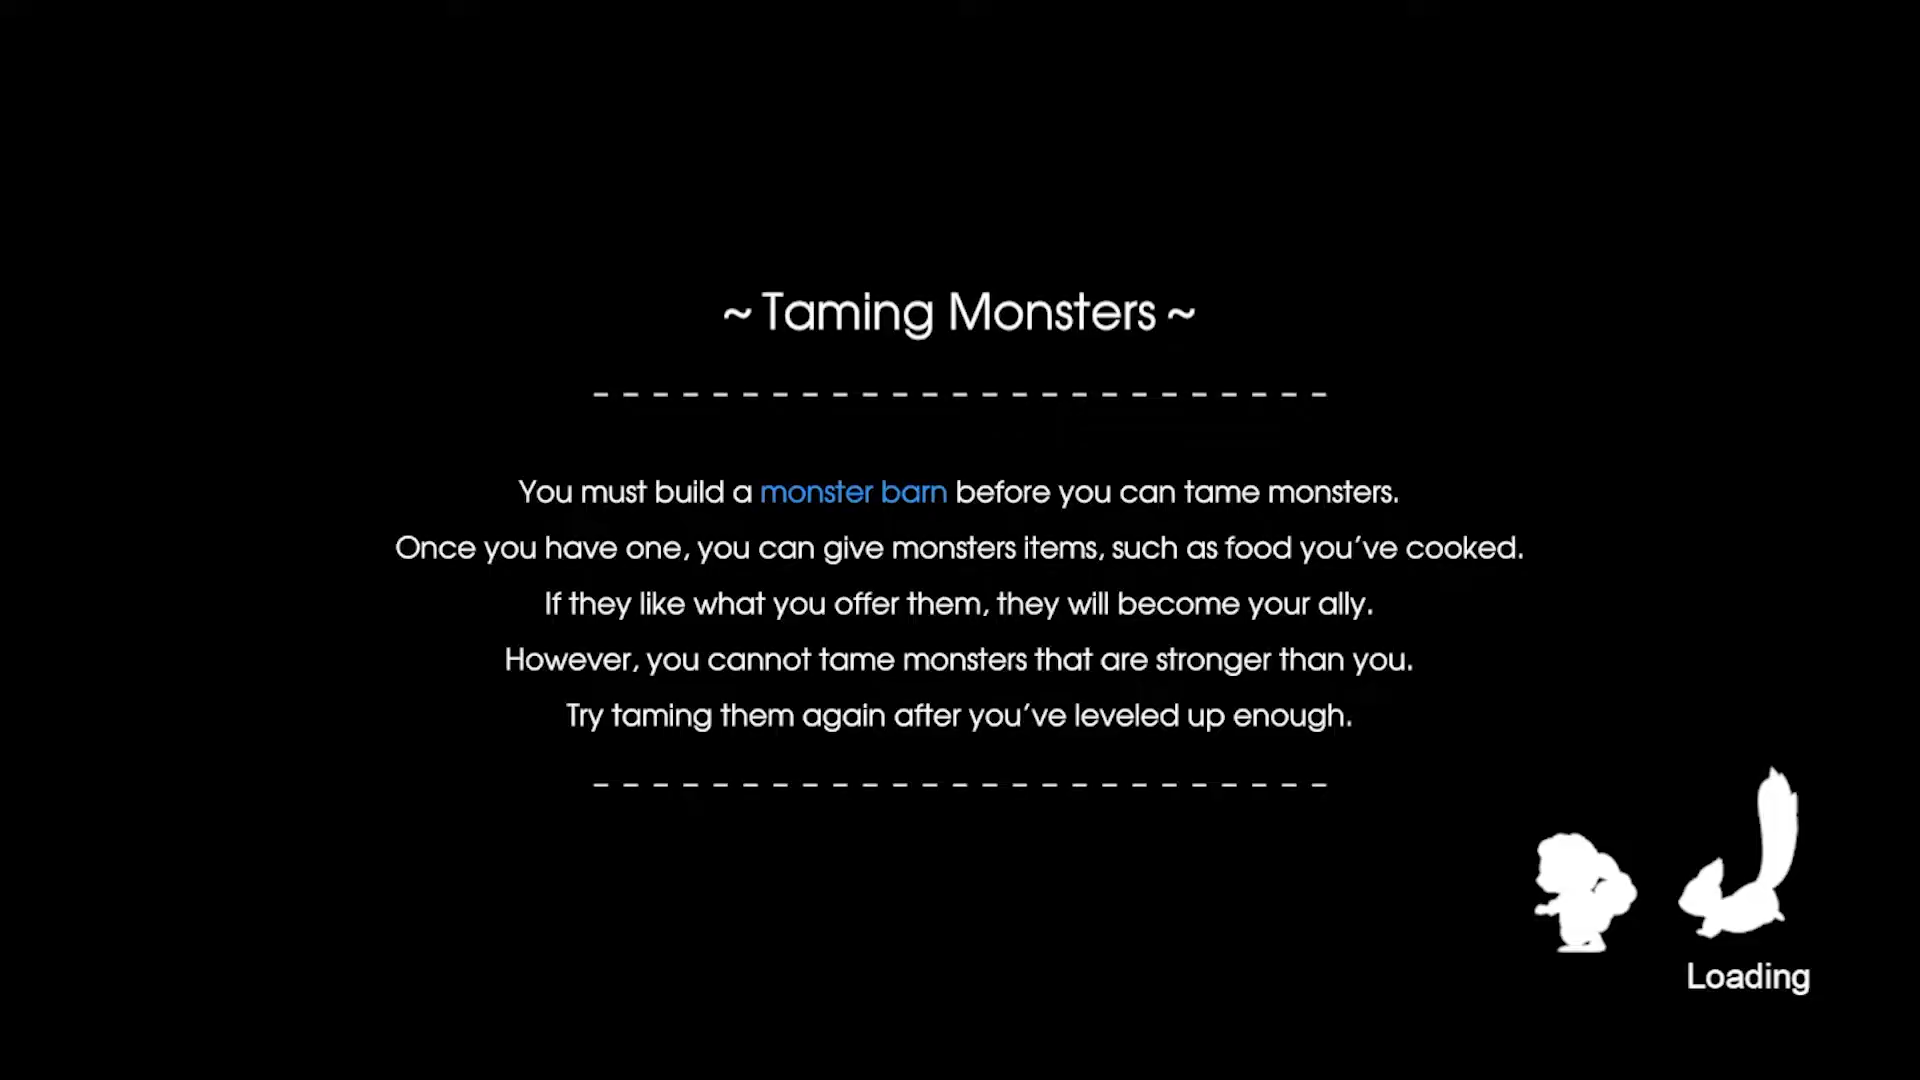 ~ Taming Monsters ~
- - - - - - - - - - - - - - - - - - - - - - - - -
You must build a monster barn before you can tame monsters.
Once you have one, you can give monsters items, such as food you've cooked.
If they like what you offer them, they will become your ally.
However, you cannot tame monsters that are stronger than you.
Try taming them again after you've leveled up enough.
- - - - - - - - - - - - - - - - - - - - - - - - -
Loading